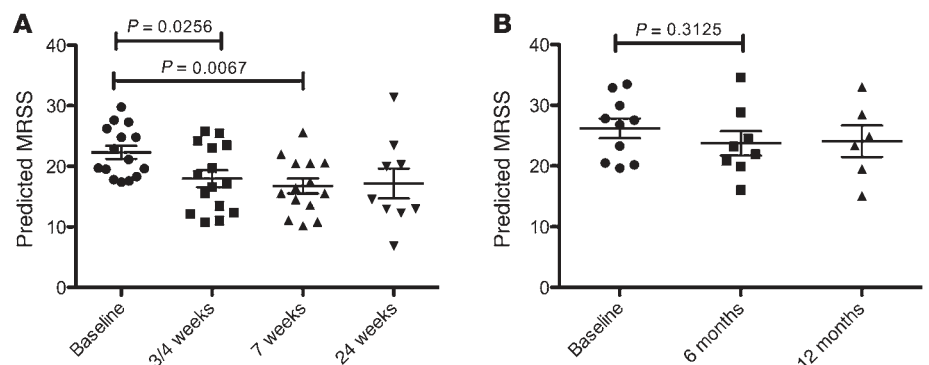 A
P = 0.0256
P = 0.0067
Predicted MRSS
40
30
20
10
0
Baseline
3/4 weeks
7 weeks
24 weeks
B
P = 0.3125
Predicted MRSS
40
30
20
10
0
Baseline
6 months
12 months